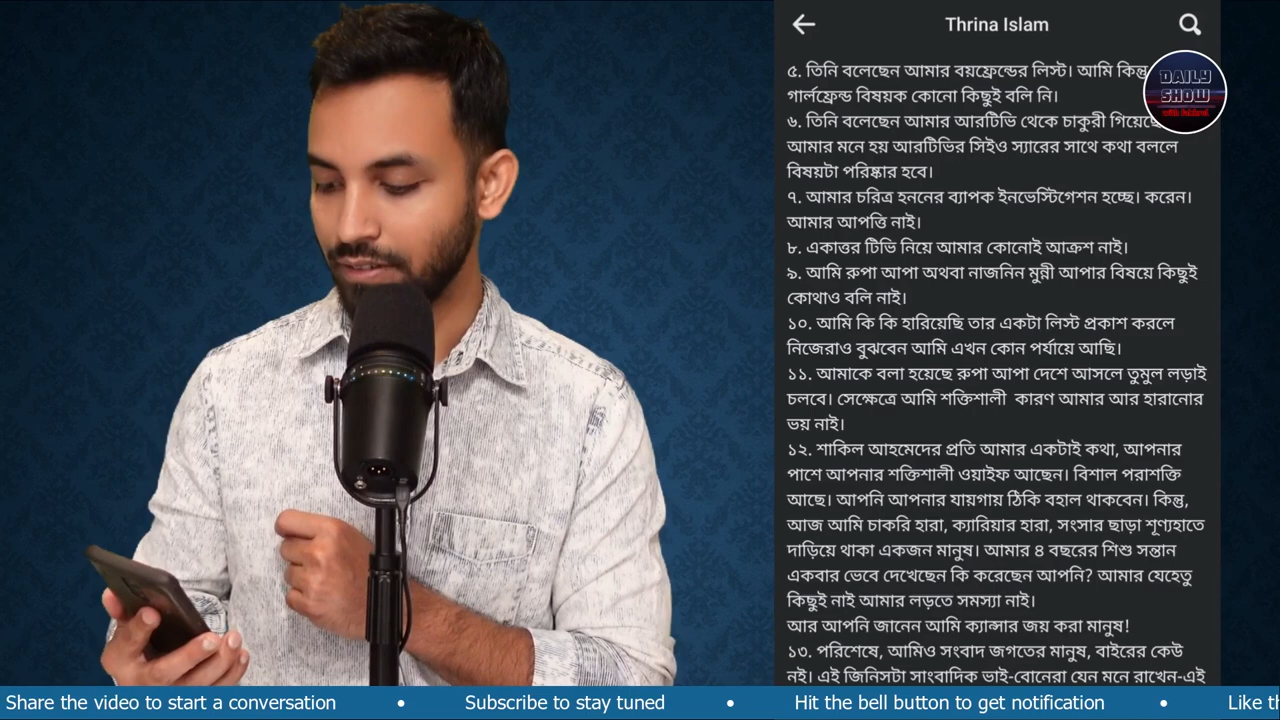 Thrina Islam
৫. তিনি বলেছেন আমার বয়ফ্রেন্ডের লিস্ট। আমি কিন্তু
গার্লফ্রেন্ড বিষয়ক কোনো কিছুই বলি নি।
৬. তিনি বলেছেন আমার আরটিভি থেকে চাকুরী
আমার মনে হয় আরটিভির সিইও স্যারের সাথে কথা বললে
বিষয়টা পরিষ্কার হবে।
৭. আমার চরিত্র হননের ব্যাপক ইনভেস্টিগেশন হচ্ছে। করেন।
আমার আপত্তি নাই।
৮. একাত্তর টিভি নিয়ে আমার কোনোই আক্রশ নাই।
৯. আমি রুপা আপা অথবা নাজনিন মুন্নী আপার বিষয়ে কিছুই
কোথাও বলি নাই।
১০. আমি কি কি হারিয়েছি তার একটা লিস্ট প্রকাশ করলে
নিজেরাও বুঝবেন আমি এখন কোন পর্যায়ে আছি।
১১. আমাকে বলা হয়েছে রুপা আপা দেশে আসলে তুমুল লড়াই
চলবে। সেক্ষেত্রে আমি শক্তিশালী কারণ আমার আর হারানোর
ভয় নাই।
১২. শাকিল আহমেদের প্রতি আমার একটাই কথা, আপনার
পাশে আপনার শক্তিশালী ওয়াইফ আছেন। বিশাল পরাশক্তি
আছে। আপনি আপনার যায়গায় ঠিকি বহাল থাকবেন। কিন্তু,
আজ আমি চাকরি হারা, ক্যারিয়ার হারা, সংসার ছাড়া শূণ্যহাতে
দাড়িয়ে থাকা একজন মানুষ। আমার ৪ বছরের শিশু সন্তান
একবার ভেবে দেখেছেন কি করেছেন আপনি? আমার যেহেতু
কিছুই নাই আমার লড়তে সমস্যা নাই।
আর আপনি জানেন আমি ক্যান্সার জয় করা মানুষ!
১৩. পরিশেষে, আমিও সংবাদ জগতের মানুষ, বাইরের কেউ
নই। এই জিনিসটা সাংবাদিক ভাই-বোনেরা যেন মনে রাখেন-এই
DAILY
SHOW
Share the video to start a conversation • Subscribe to stay tuned • Hit the bell button to get notification • Like